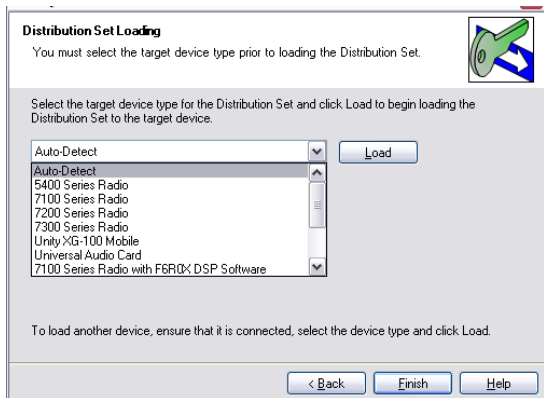 Distribution Set Loading
You must select the target device type prior to loading the Distribution Set.
Select the target device type for the Distribution Set and click Load to begin loading the
Distribution Set to the target device.
Auto-Detect
Load
Auto-Detect
5400 Series Radio
7100 Series Radio
7200 Series Radio
7300 Series Radio
Unity XG-100 Mobile
Universal Audio Card
7100 Series Radio with F6R0X DSP Software
To load another device, ensure that it is connected, select the device type and click Load.
< Back
Finish
Help